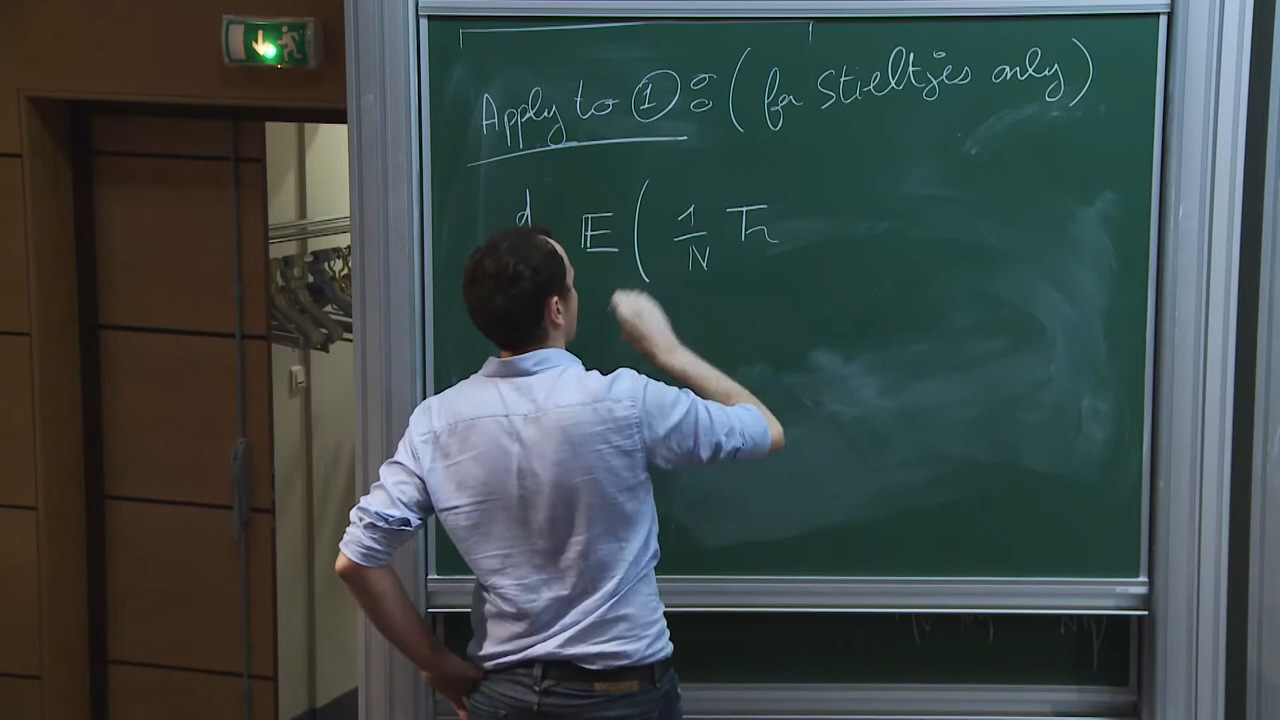 Apply to ① : (for Stieltjes only)
d E ( 1/N Tr